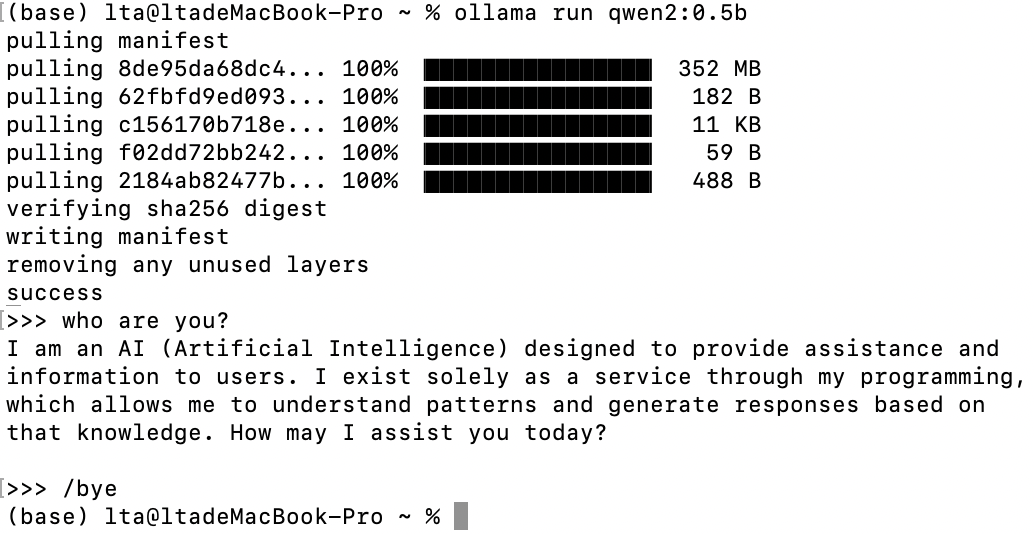 (base) lta@ltadeMacBook-Pro ~ % ollama run qwen2:0.5b
pulling manifest
pulling 8de95da68dc4... 100% 352 MB
pulling 62fbfd9ed093... 100% 182 B
pulling c156170b718e... 100% 11 KB
pulling f02dd72bb242... 100% 59 B
pulling 2184ab82477b... 100% 488 B
verifying sha256 digest
writing manifest
removing any unused layers
success
>>> who are you?
I am an AI (Artificial Intelligence) designed to provide assistance and
information to users. I exist solely as a service through my programming,
which allows me to understand patterns and generate responses based on
that knowledge. How may I assist you today?
>>> /bye
(base) lta@ltadeMacBook-Pro ~ %